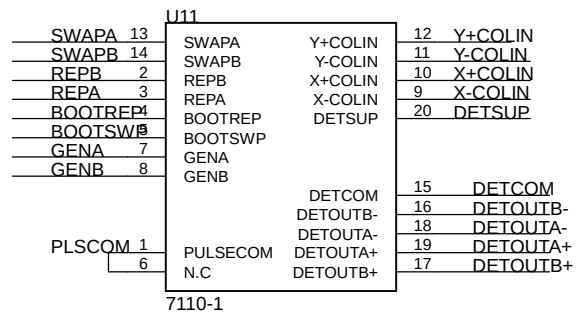 U11
SWAPA 13 SWAPA Y+COLIN 12 Y+COLIN
SWAPB 14 SWAPB Y-COLIN 11 Y-COLIN
REPB 2 REPB X+COLIN 10 X+COLIN
REPA 3 REPA X-COLIN 9 X-COLIN
BOOTREP 4 BOOTREP DETSUP 20 DETSUP
BOOTSWP 5 BOOTSWP
GENA 7 GENA
GENB 8 GENB
DETCOM 15 DETCOM
DETOUTB- 16 DETOUTB-
DETOUTA- 18 DETOUTA-
PLSCOM 1 PULSECOM DETOUTA+ 19 DETOUTA+
6 N.C DETOUTB+ 17 DETOUTB+
7110-1